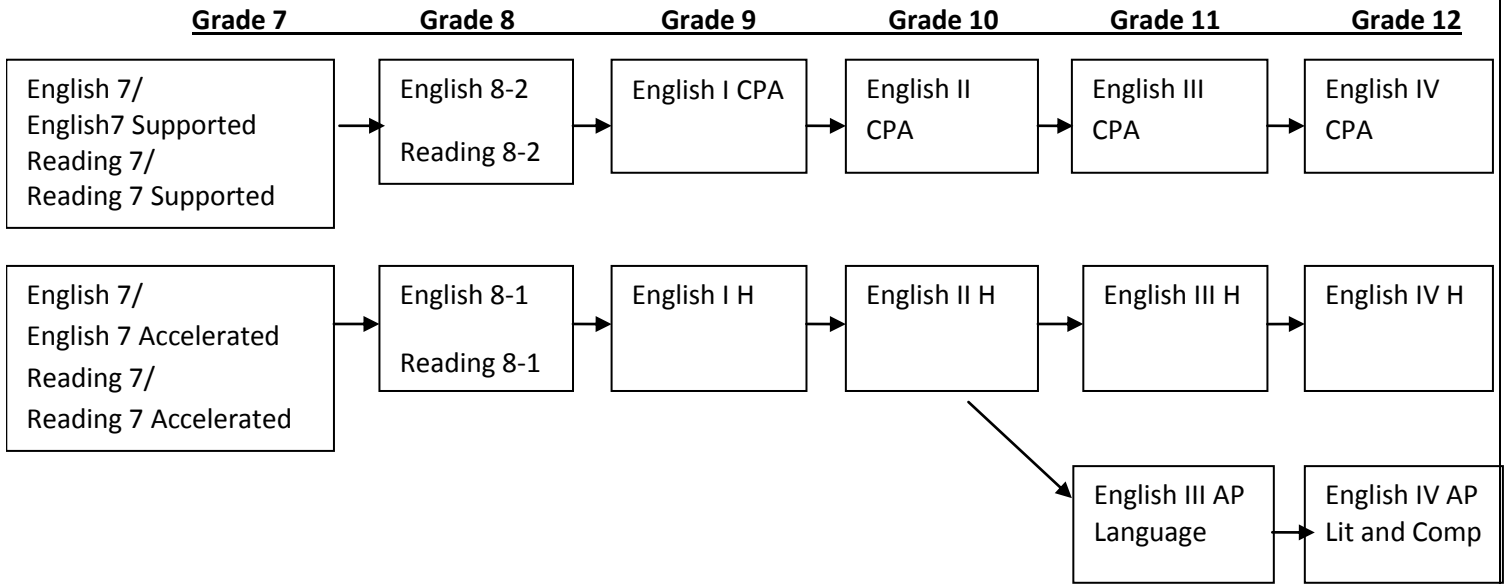 Grade 7 Grade 8 Grade 9 Grade 10 Grade 11 Grade 12
English 7/
English7 Supported
Reading 7/
Reading 7 Supported
English 8-2
Reading 8-2
English I CPA
English II
CPA
English III
CPA
English IV
CPA
English 7/
English 7 Accelerated
Reading 7/
Reading 7 Accelerated
English 8-1
Reading 8-1
English I H
English II H
English III H
English IV H
English III AP
Language
English IV AP
Lit and Comp